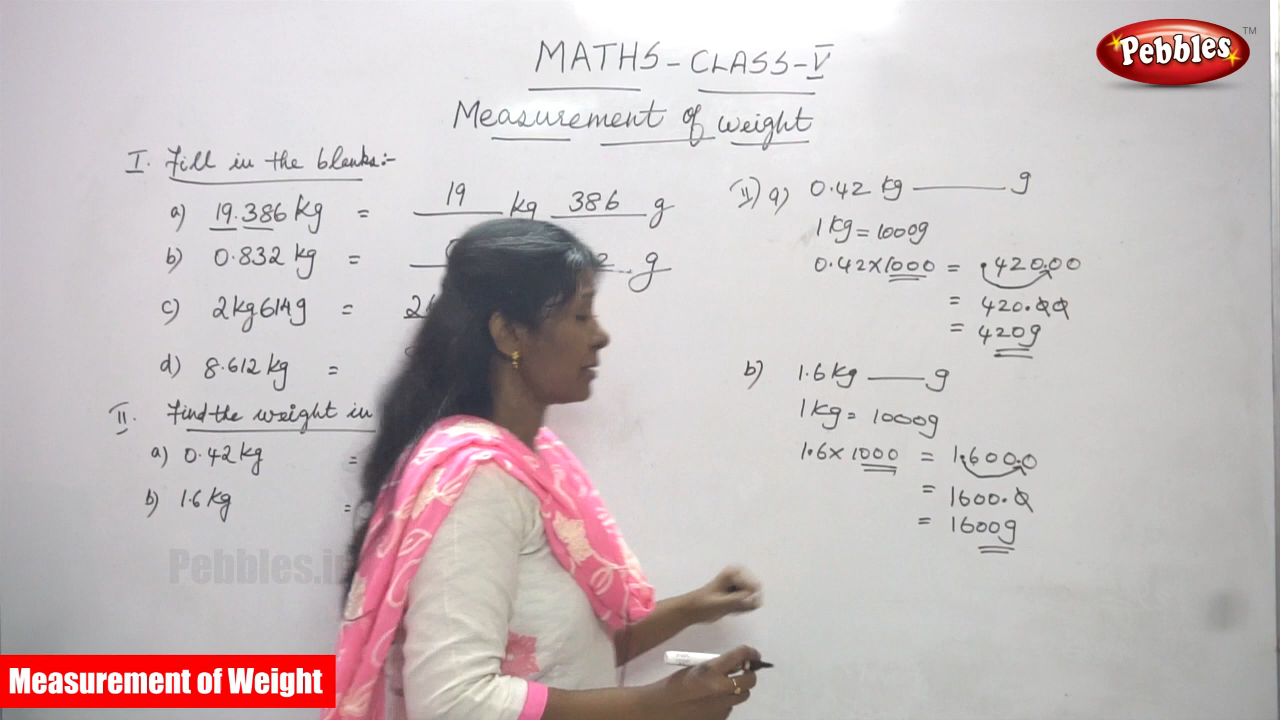 Pebbles™
MATHS - CLASS - V
Measurement of weight
I. Fill in the blanks:-
a) 19.386 kg = 19 kg 386 g
b) 0.832 kg = g
c) 2kg 614g =
d) 8.612 kg =
II. Find the weight in
a) 0.42 kg =
b) 1.6 kg =
II) a) 0.42 kg ____ g
1 kg = 1000g
0.42 × 1000 = .42000
= 420.00
= 420g
b) 1.6 kg ____ g
1 kg = 1000g
1.6 × 1000 = 1.6000
= 1600.0
= 1600g
Pebbles.i
Measurement of Weight